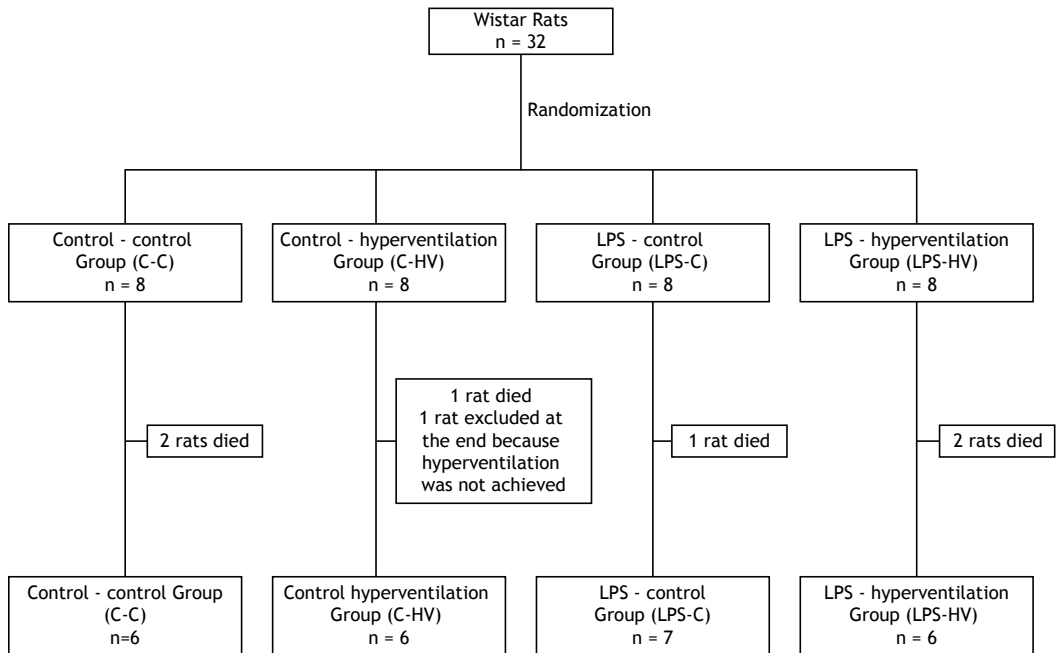 Wistar Rats
n = 32
Randomization
Control - control
Group (C-C)
n = 8
Control - hyperventilation
Group (C-HV)
n = 8
LPS - control
Group (LPS-C)
n = 8
LPS - hyperventilation
Group (LPS-HV)
n = 8
2 rats died
1 rat died
1 rat excluded at
the end because
hyperventilation
was not achieved
1 rat died
2 rats died
Control - control Group
(C-C)
n=6
Control hyperventilation
Group (C-HV)
n = 6
LPS - control
Group (LPS-C)
n = 7
LPS - hyperventilation
Group (LPS-HV)
n = 6